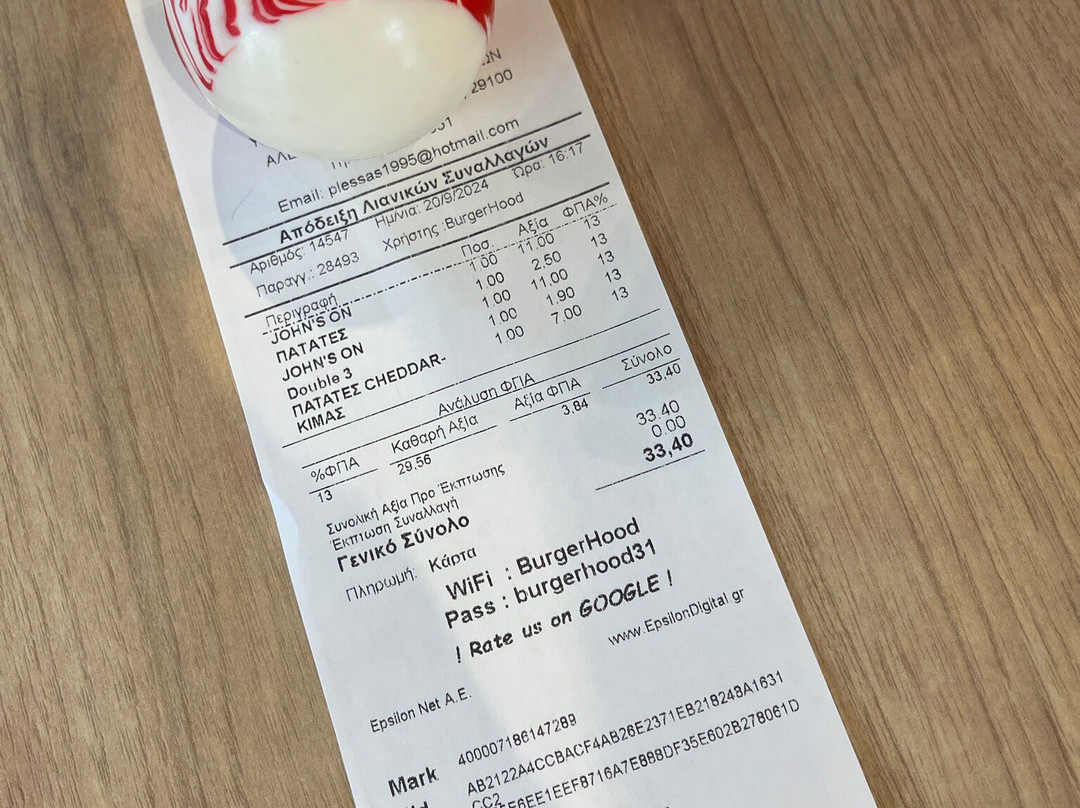 29100
Email: plessas1995@hotmail.com
Απόδειξη Λιανικών Συναλλαγών
Αριθμός: 14547 Ημ/νια: 20/9/2024 Ώρα: 16:17
Παραγγ.: 28493 Χρήστης :BurgerHood
Περιγραφή Ποσ. Αξία ΦΠΑ%
JOHN'S ON 1.00 11.00 13
ΠΑΤΑΤΕΣ 1.00 2.50 13
JOHN'S ON 1.00 11.00 13
Double 3 1.00 1.90 13
ΠΑΤΑΤΕΣ CHEDDAR- 1.00 7.00 13
ΚΙΜΑΣ
Ανάλυση ΦΠΑ
%ΦΠΑ Καθαρή Αξία Αξία ΦΠΑ Σύνολο
13 29,56 3,84 33,40
Συνολική Αξία Προ Έκπτωσης 33.40
Έκπτωση Συναλλαγή 0.00
Γενικό Σύνολο 33,40
Πληρωμή: Κάρτα
WiFi : BurgerHood
Pass : burgerhood31
! Rate us on GOOGLE !
www.EpsilonDigital.gr
Epsilon Net A.E.
Mark 400007186147289
AB2122A4CCBACF4AB26E2371EB218248A1631
CC2